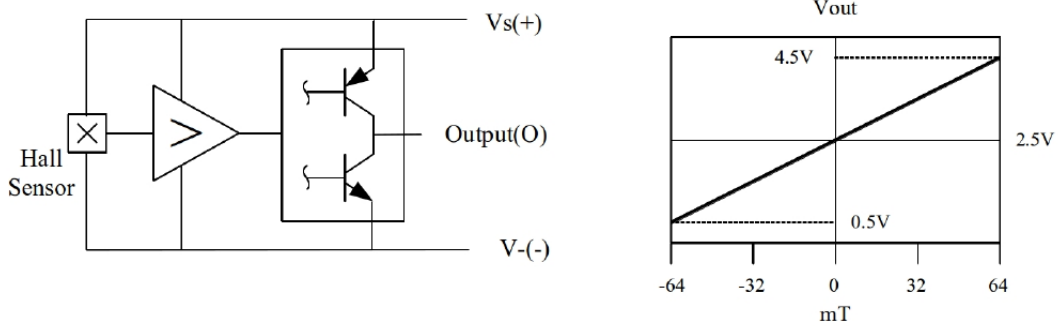 Vs(+)
Hall
Sensor
Output(O)
V-(-)
Vout
4.5V
2.5V
0.5V
-64 -32 0 32 64
mT